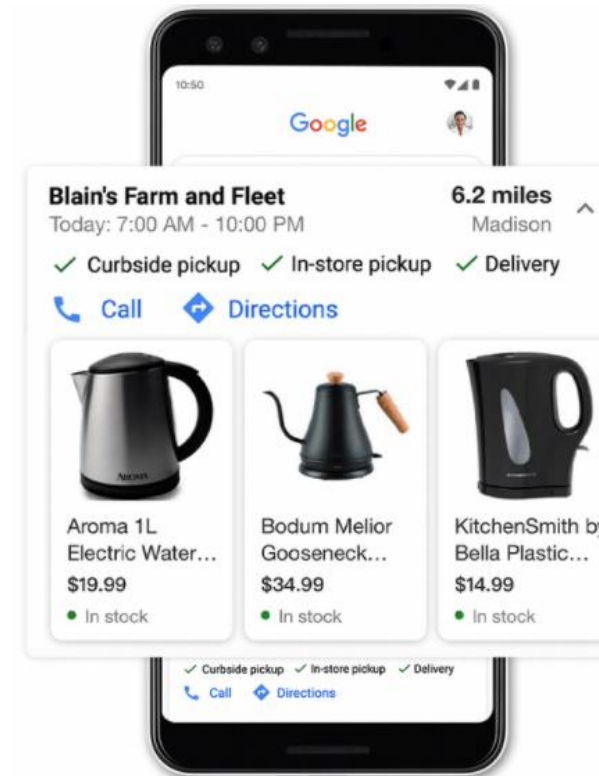 10:50
Google
Blain's Farm and Fleet
6.2 miles
Today: 7:00 AM - 10:00 PM
Madison
Curbside pickup
In-store pickup
Delivery
Call
Directions
AROMA
Aroma 1L
Electric Water...
$19.99
In stock
Bodum Melior
Gooseneck...
$34.99
In stock
KitchenSmith by
Bella Plastic...
$14.99
In stock
Curbside pickup
In-store pickup
Delivery
Call
Directions